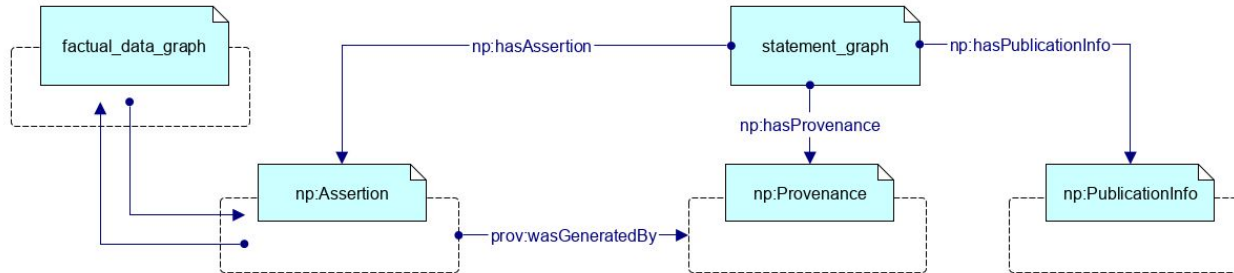 factual_data_graph
np:hasAssertion
statement_graph
np:hasPublicationInfo
np:hasProvenance
np:Assertion
np:Provenance
np:PublicationInfo
prov:wasGeneratedBy